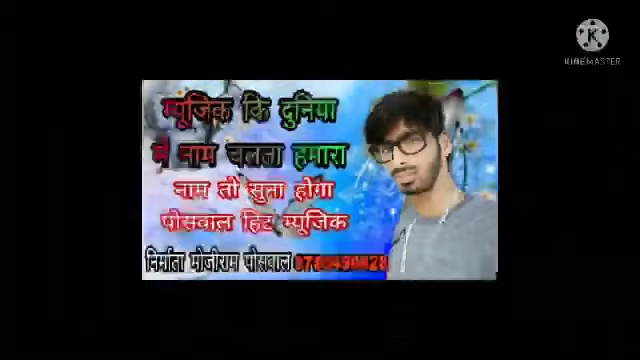 KINEMASTER
म्यूजिक कि दुनिया
में नाम चलता हमारा
नाम तो सुना होगा
पोसवाल हिट म्यूजिक
निर्माता मोजीराम पोसवाल